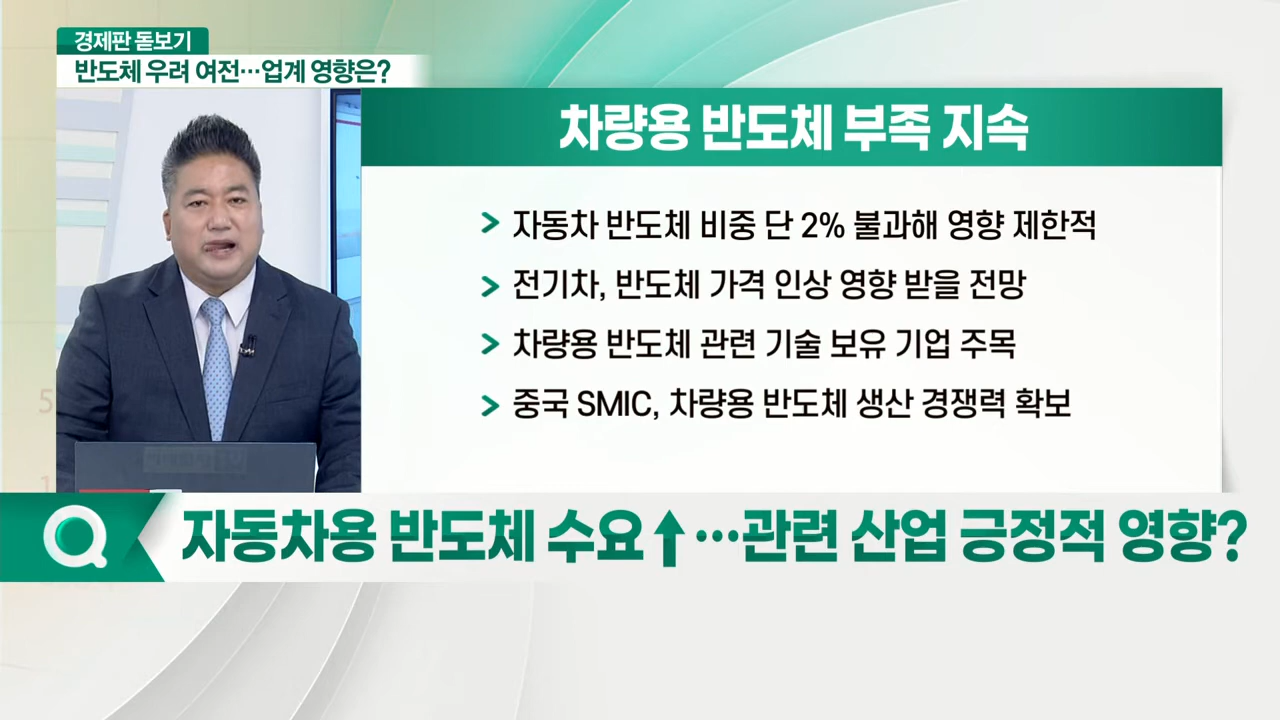 경제판 돋보기
반도체 우려 여전…업계 영향은?
차량용 반도체 부족 지속
> 자동차 반도체 비중 단 2% 불과해 영향 제한적
> 전기차, 반도체 가격 인상 영향 받을 전망
> 차량용 반도체 관련 기술 보유 기업 주목
> 중국 SMIC, 차량용 반도체 생산 경쟁력 확보
Q 자동차용 반도체 수요↑…관련 산업 긍정적 영향?